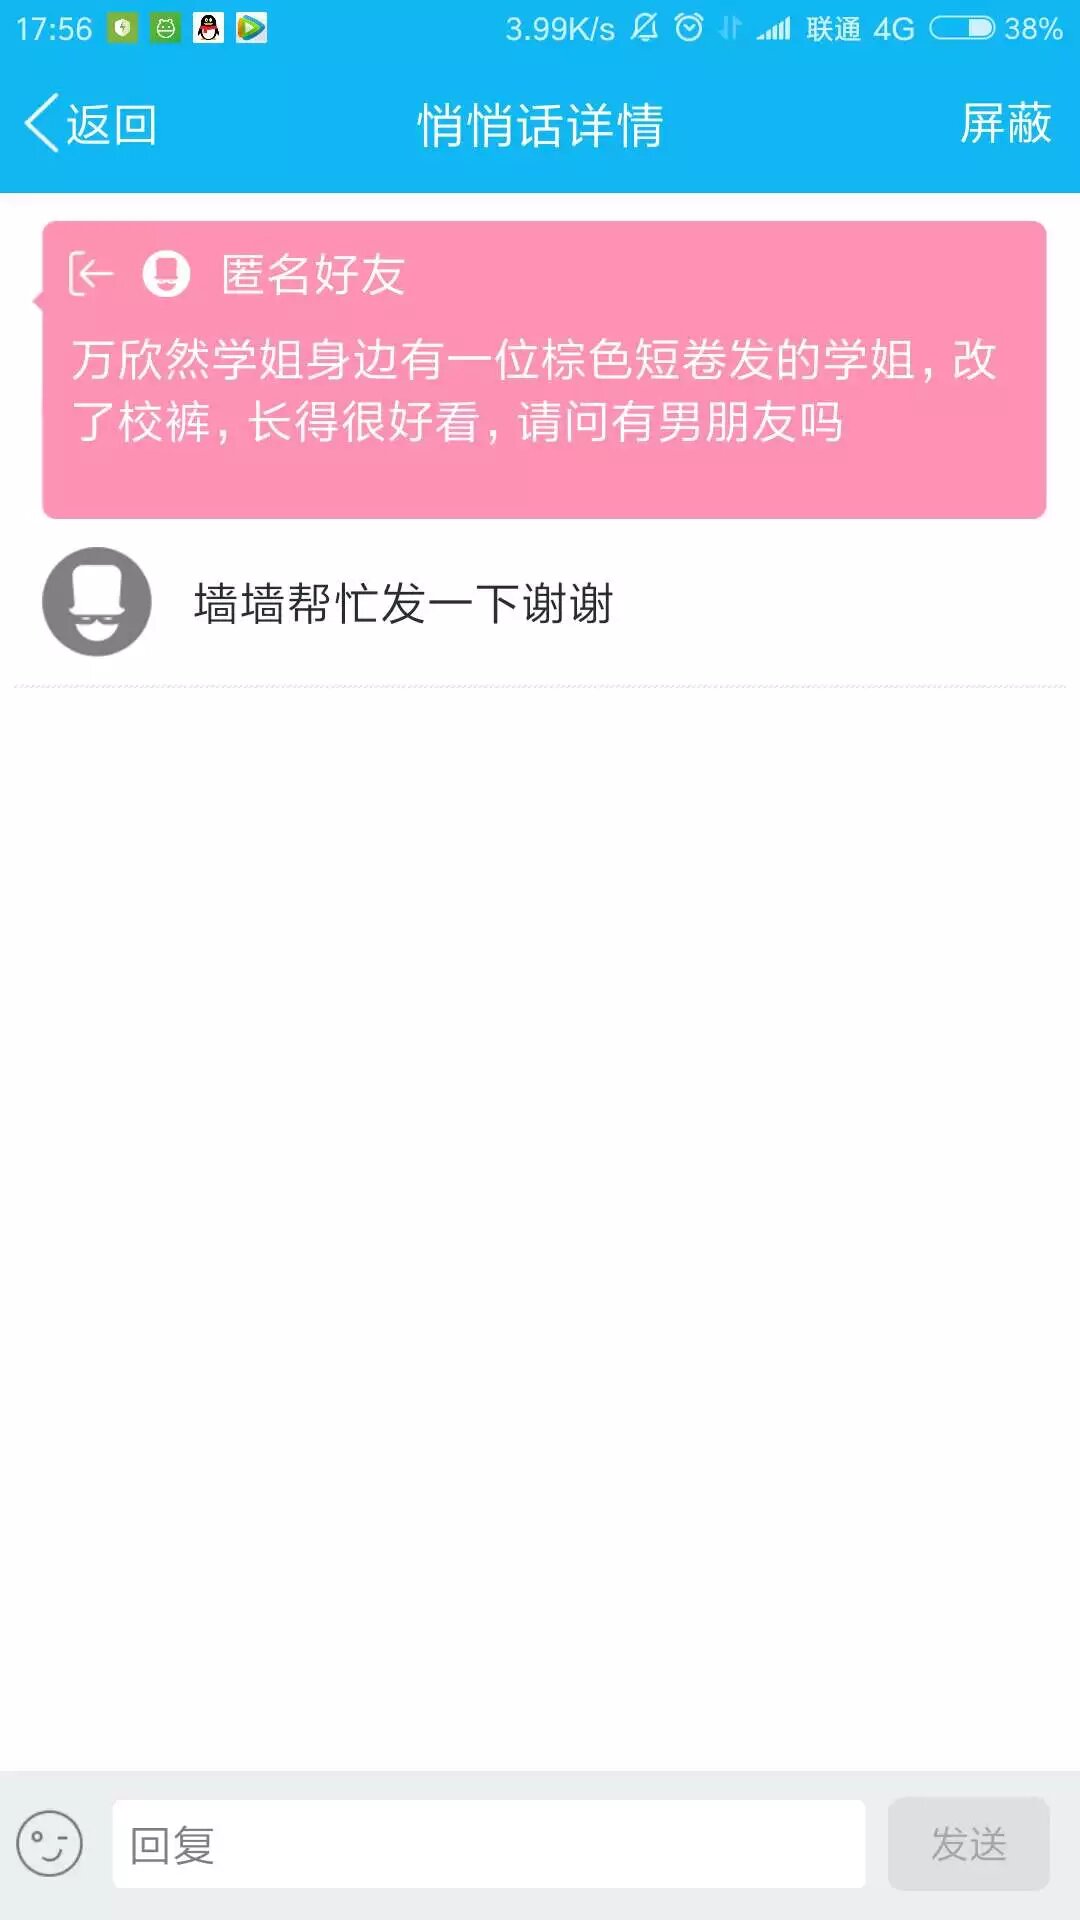 17:56 3.99K/s 联通 4G 38%
返回 悄悄话详情 屏蔽
匿名好友
万欣然学姐身边有一位棕色短卷发的学姐, 改
了校裤, 长得很好看, 请问有男朋友吗
墙墙帮忙发一下谢谢
回复 发送